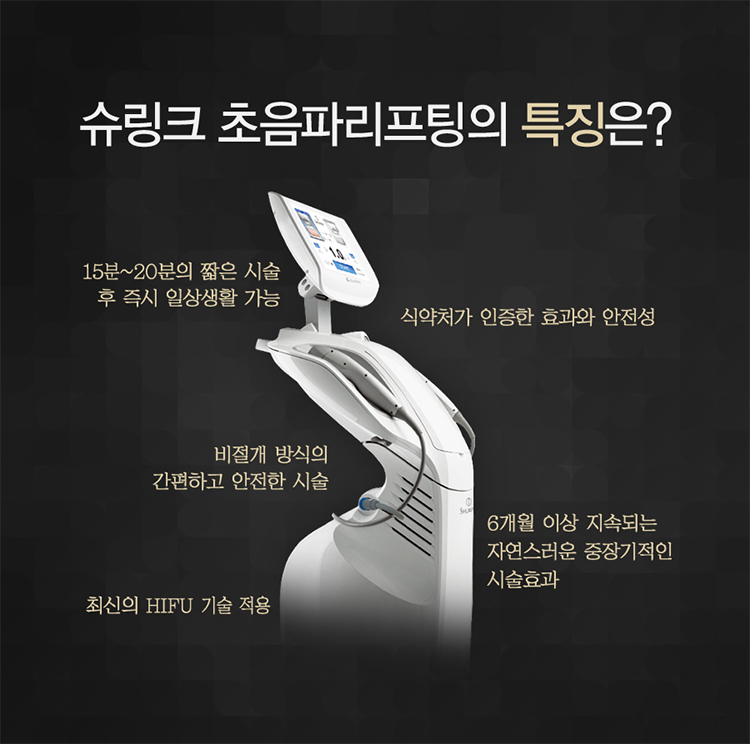 슈링크 초음파리프팅의 특징은?
1.0
15분~20분의 짧은 시술
후 즉시 일상생활 가능
식약처가 인증한 효과와 안전성
비절개 방식의
간편하고 안전한 시술
6개월 이상 지속되는
자연스러운 중장기적인
시술효과
최신의 HIFU 기술 적용